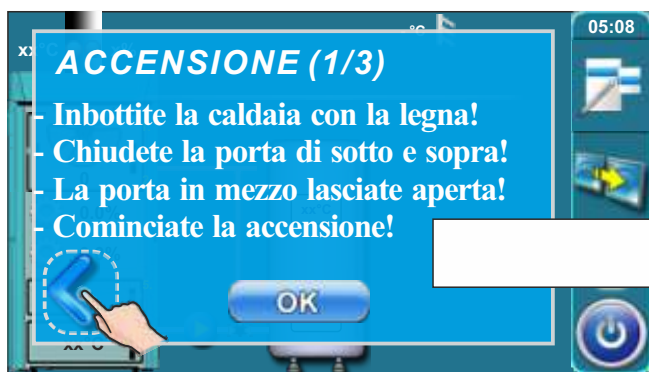 05:08
ACCENSIONE (1/3)
- Inbottite la caldaia con la legna!
- Chiudete la porta di sotto e sopra!
- La porta in mezzo lasciate aperta!
- Cominciate la accensione!
OK